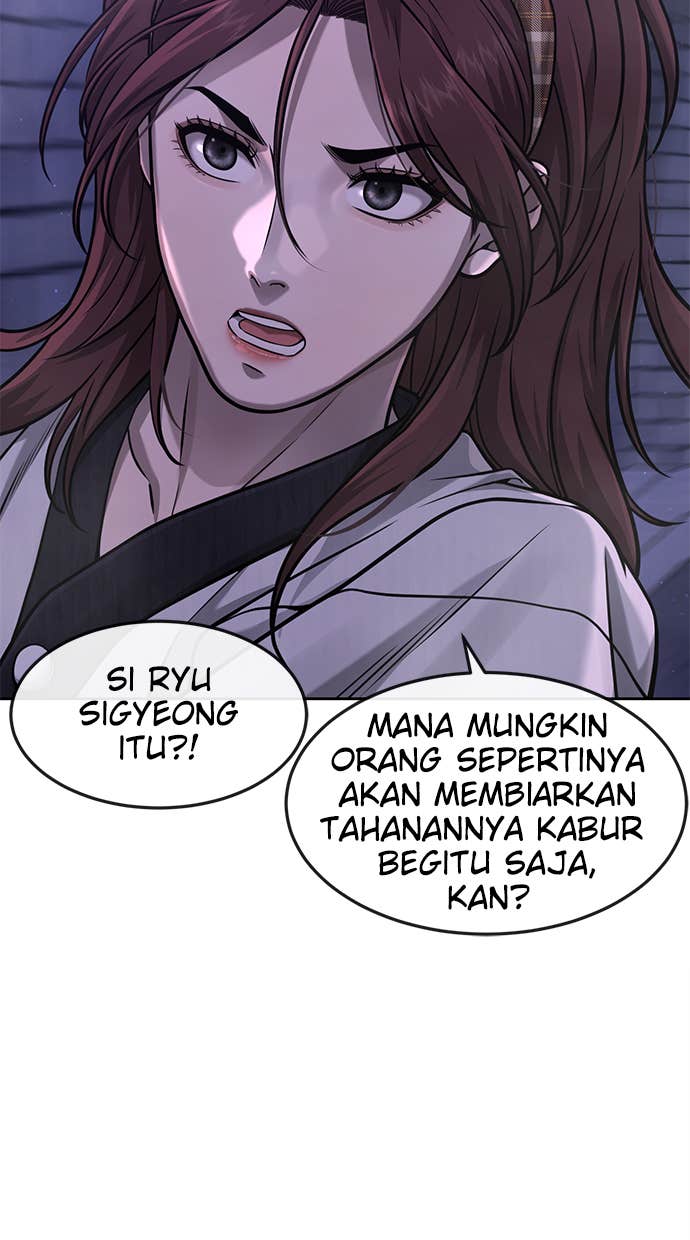 SI RYU
SIGYEONG
ITU?!
MANA MUNGKIN
ORANG SEPERTINYA
AKAN MEMBIARKAN
TAHANANNYA KABUR
BEGITU SAJA,
KAN?